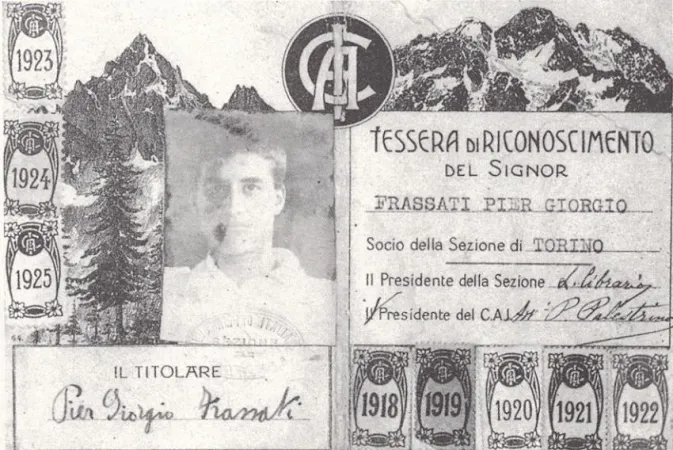 1923
1924
1925
CAI
TESSERA DI RICONOSCIMENTO
DEL SIGNOR
FRASSATI PIER GIORGIO
Socio della Sezione di TORINO
Il Presidente della Sezione
Il Presidente del C.A.I.
IL TITOLARE
Pier Giorgio Frassati
1918
1919
1920
1921
1922